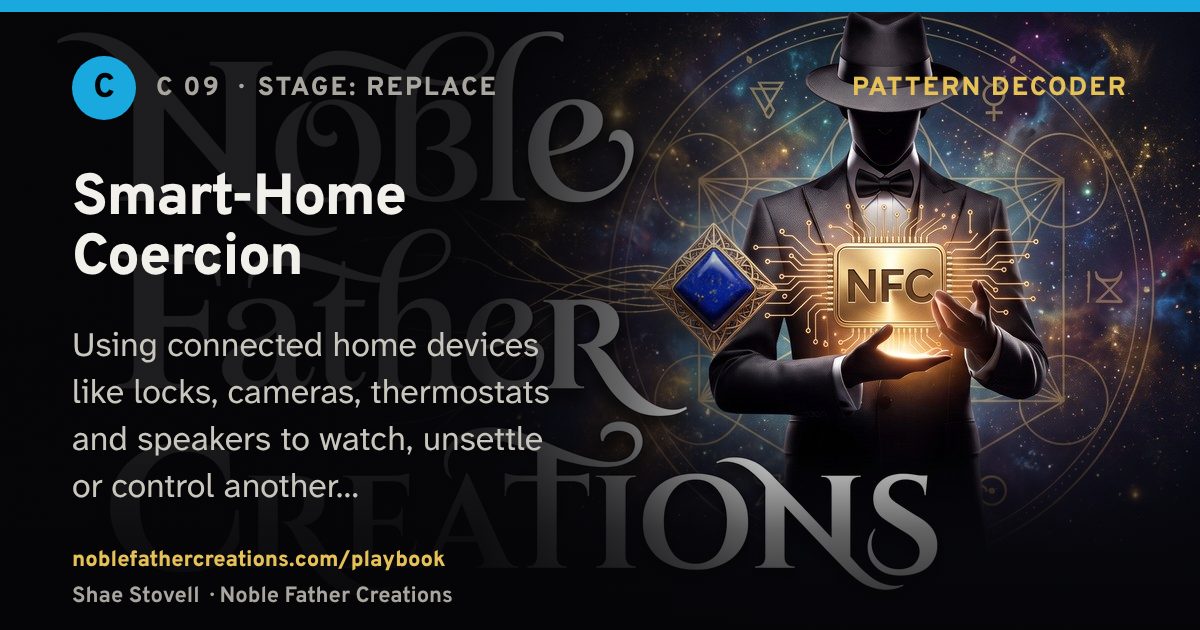 C
C 09 · STAGE: REPLACE
PATTERN DECODER
Smart-Home
Coercion
Using connected home devices
like locks, cameras, thermostats
and speakers to watch, unsettle
or control another...
noblefathercreations.com/playbook
Shae Stovell · Noble Father Creations
Noble
Father
Creations
NFC